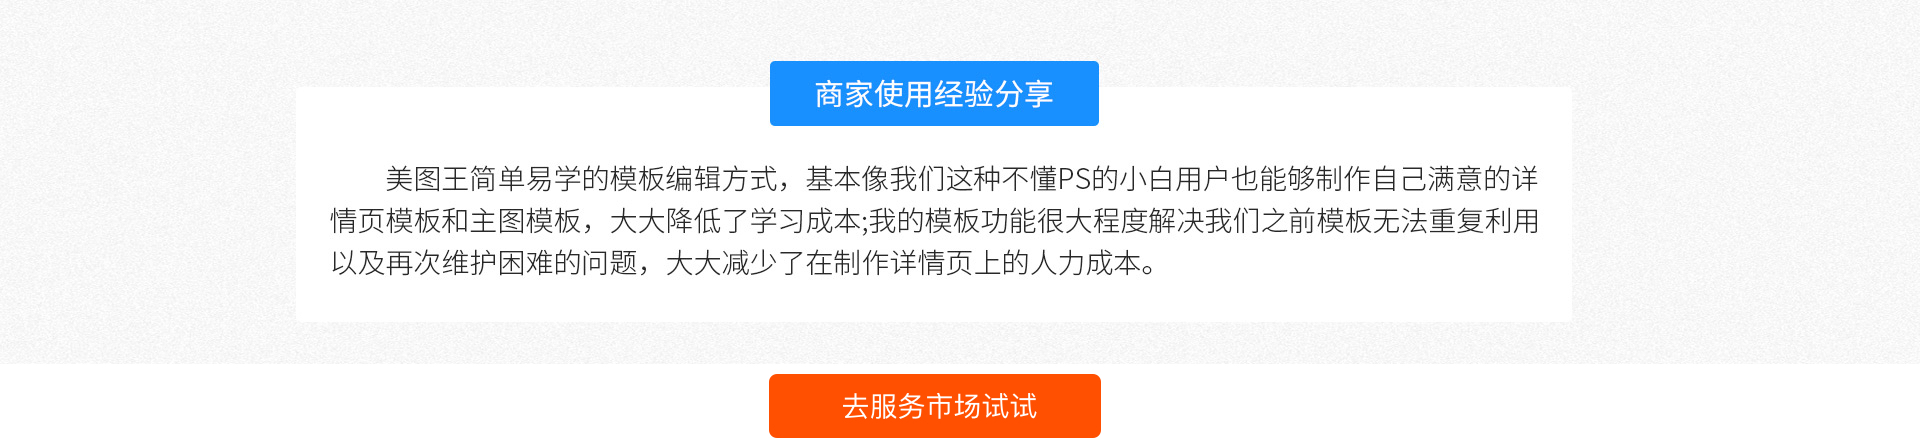 商家使用经验分享
美图王简单易学的模板编辑方式，基本像我们这种不懂PS的小白用户也能够制作自己满意的详
情页模板和主图模板，大大降低了学习成本;我的模板功能很大程度解决我们之前模板无法重复利用
以及再次维护困难的问题，大大减少了在制作详情页上的人力成本。
去服务市场试试